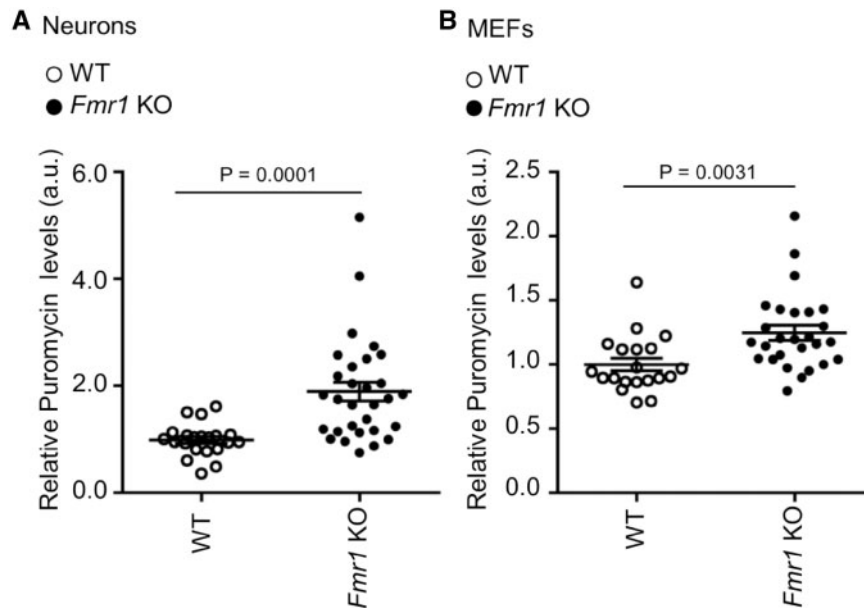 A Neurons
WT
Fmr1 KO
Relative Puromycin levels (a.u.)
6.0
4.0
2.0
0.0
P = 0.0001
WT
Fmr1 KO
B MEFs
WT
Fmr1 KO
Relative Puromycin levels (a.u.)
2.5
2.0
1.5
1.0
0.5
0.0
P = 0.0031
WT
Fmr1 KO